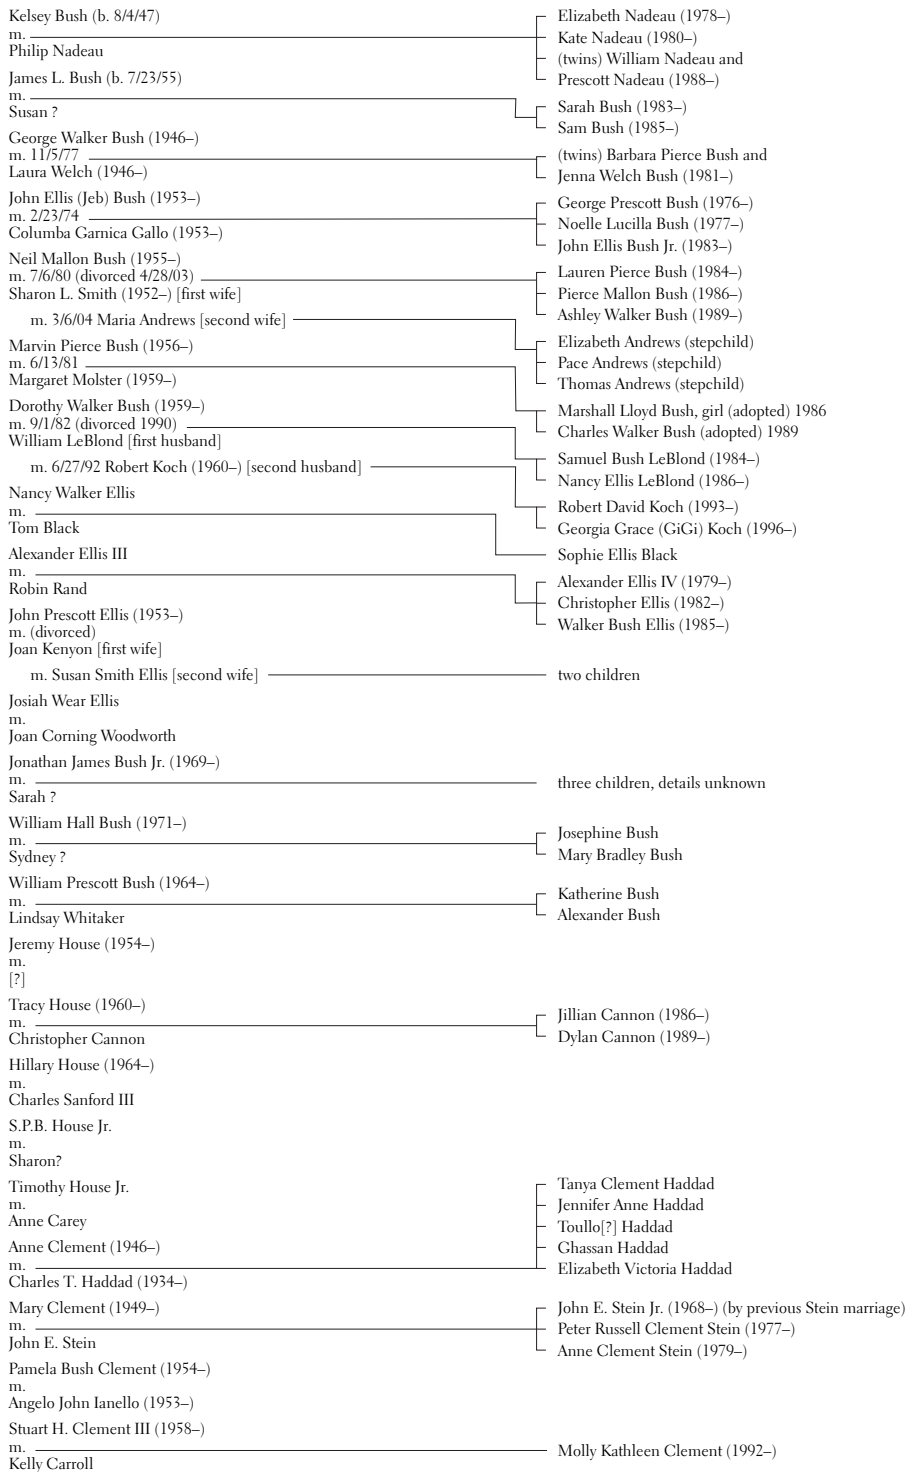 Kelsey Bush (b. 8/4/47)
m.
Philip Nadeau
Elizabeth Nadeau (1978–)
Kate Nadeau (1980–)
(twins) William Nadeau and
Prescott Nadeau (1988–)
James L. Bush (b. 7/23/55)
m.
Susan ?
Sarah Bush (1983–)
Sam Bush (1985–)
George Walker Bush (1946–)
m. 11/5/77
Laura Welch (1946–)
(twins) Barbara Pierce Bush and
Jenna Welch Bush (1981–)
John Ellis (Jeb) Bush (1953–)
m. 2/23/74
Columba Garnica Gallo (1953–)
George Prescott Bush (1976–)
Noelle Lucilla Bush (1977–)
John Ellis Bush Jr. (1983–)
Neil Mallon Bush (1955–)
m. 7/6/80 (divorced 4/28/03)
Sharon L. Smith (1952–) [first wife]
Lauren Pierce Bush (1984–)
Pierce Mallon Bush (1986–)
Ashley Walker Bush (1989–)
m. 3/6/04 Maria Andrews [second wife]
Elizabeth Andrews (stepchild)
Pace Andrews (stepchild)
Thomas Andrews (stepchild)
Marvin Pierce Bush (1956–)
m. 6/13/81
Margaret Molster (1959–)
Marshall Lloyd Bush, girl (adopted) 1986
Charles Walker Bush (adopted) 1989
Dorothy Walker Bush (1959–)
m. 9/1/82 (divorced 1990)
William LeBlond [first husband]
Samuel Bush LeBlond (1984–)
Nancy Ellis LeBlond (1986–)
m. 6/27/92 Robert Koch (1960–) [second husband]
Robert David Koch (1993–)
Georgia Grace (GiGi) Koch (1996–)
Nancy Walker Ellis
m.
Tom Black
Sophie Ellis Black
Alexander Ellis III
m.
Robin Rand
Alexander Ellis IV (1979–)
Christopher Ellis (1982–)
Walker Bush Ellis (1985–)
John Prescott Ellis (1953–)
m. (divorced)
Joan Kenyon [first wife]
m. Susan Smith Ellis [second wife]
two children
Josiah Wear Ellis
m.
Joan Corning Woodworth
Jonathan James Bush Jr. (1969–)
m.
Sarah ?
three children, details unknown
William Hall Bush (1971–)
m.
Sydney ?
Josephine Bush
Mary Bradley Bush
William Prescott Bush (1964–)
m.
Lindsay Whitaker
Katherine Bush
Alexander Bush
Jeremy House (1954–)
m.
[?]
Tracy House (1960–)
m.
Christopher Cannon
Jillian Cannon (1986–)
Dylan Cannon (1989–)
Hillary House (1964–)
m.
Charles Sanford III
S.P.B. House Jr.
m.
Sharon?
Timothy House Jr.
m.
Anne Carey
Anne Clement (1946–)
m.
Charles T. Haddad (1934–)
Tanya Clement Haddad
Jennifer Anne Haddad
Toullo[?] Haddad
Ghassan Haddad
Elizabeth Victoria Haddad
Mary Clement (1949–)
m.
John E. Stein
John E. Stein Jr. (1968–) (by previous Stein marriage)
Peter Russell Clement Stein (1977–)
Anne Clement Stein (1979–)
Pamela Bush Clement (1954–)
m.
Angelo John Ianello (1953–)
Stuart H. Clement III (1958–)
m.
Kelly Carroll
Molly Kathleen Clement (1992–)